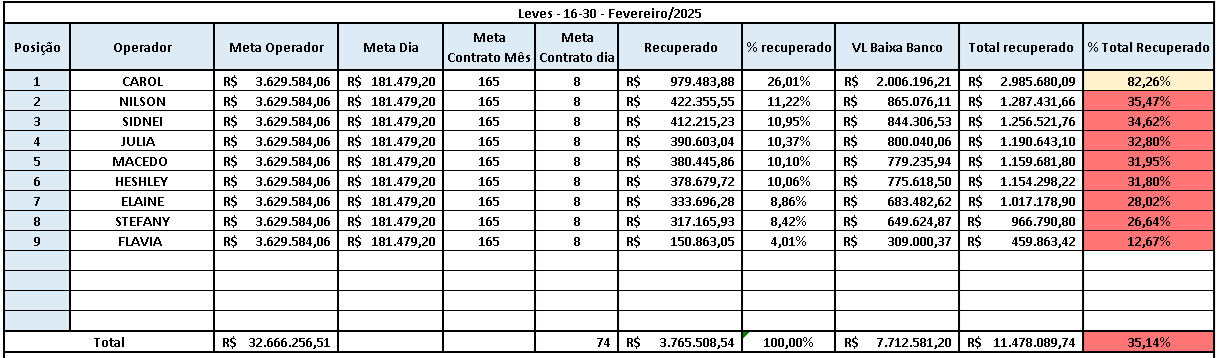 Leves - 16-30 - Fevereiro/2025
Posição Operador Meta Operador Meta Dia Meta Contrato Mês Meta Contrato dia Recuperado % recuperado VL Baixa Banco Total recuperado % Total Recuperado
1 CAROL R$ 3.629.584,06 R$ 181.479,20 165 8 R$ 979.483,88 26,01% R$ 2.006.196,21 R$ 2.985.680,09 82,26%
2 NILSON R$ 3.629.584,06 R$ 181.479,20 165 8 R$ 422.355,55 11,22% R$ 865.076,11 R$ 1.287.431,66 35,47%
3 SIDNEI R$ 3.629.584,06 R$ 181.479,20 165 8 R$ 412.215,23 10,95% R$ 844.306,53 R$ 1.256.521,76 34,62%
4 JULIA R$ 3.629.584,06 R$ 181.479,20 165 8 R$ 390.603,04 10,37% R$ 800.040,06 R$ 1.190.643,10 32,80%
5 MACEDO R$ 3.629.584,06 R$ 181.479,20 165 8 R$ 380.445,86 10,10% R$ 779.235,94 R$ 1.159.681,80 31,95%
6 HESHLEY R$ 3.629.584,06 R$ 181.479,20 165 8 R$ 378.679,72 10,06% R$ 775.618,50 R$ 1.154.298,22 31,80%
7 ELAINE R$ 3.629.584,06 R$ 181.479,20 165 8 R$ 333.696,28 8,86% R$ 683.482,62 R$ 1.017.178,90 28,02%
8 STEFANY R$ 3.629.584,06 R$ 181.479,20 165 8 R$ 317.165,93 8,42% R$ 649.624,87 R$ 966.790,80 26,64%
9 FLAVIA R$ 3.629.584,06 R$ 181.479,20 165 8 R$ 150.863,05 4,01% R$ 309.000,37 R$ 459.863,42 12,67%
Total R$ 32.666.256,51 74 R$ 3.765.508,54 100,00% R$ 7.712.581,20 R$ 11.478.089,74 35,14%